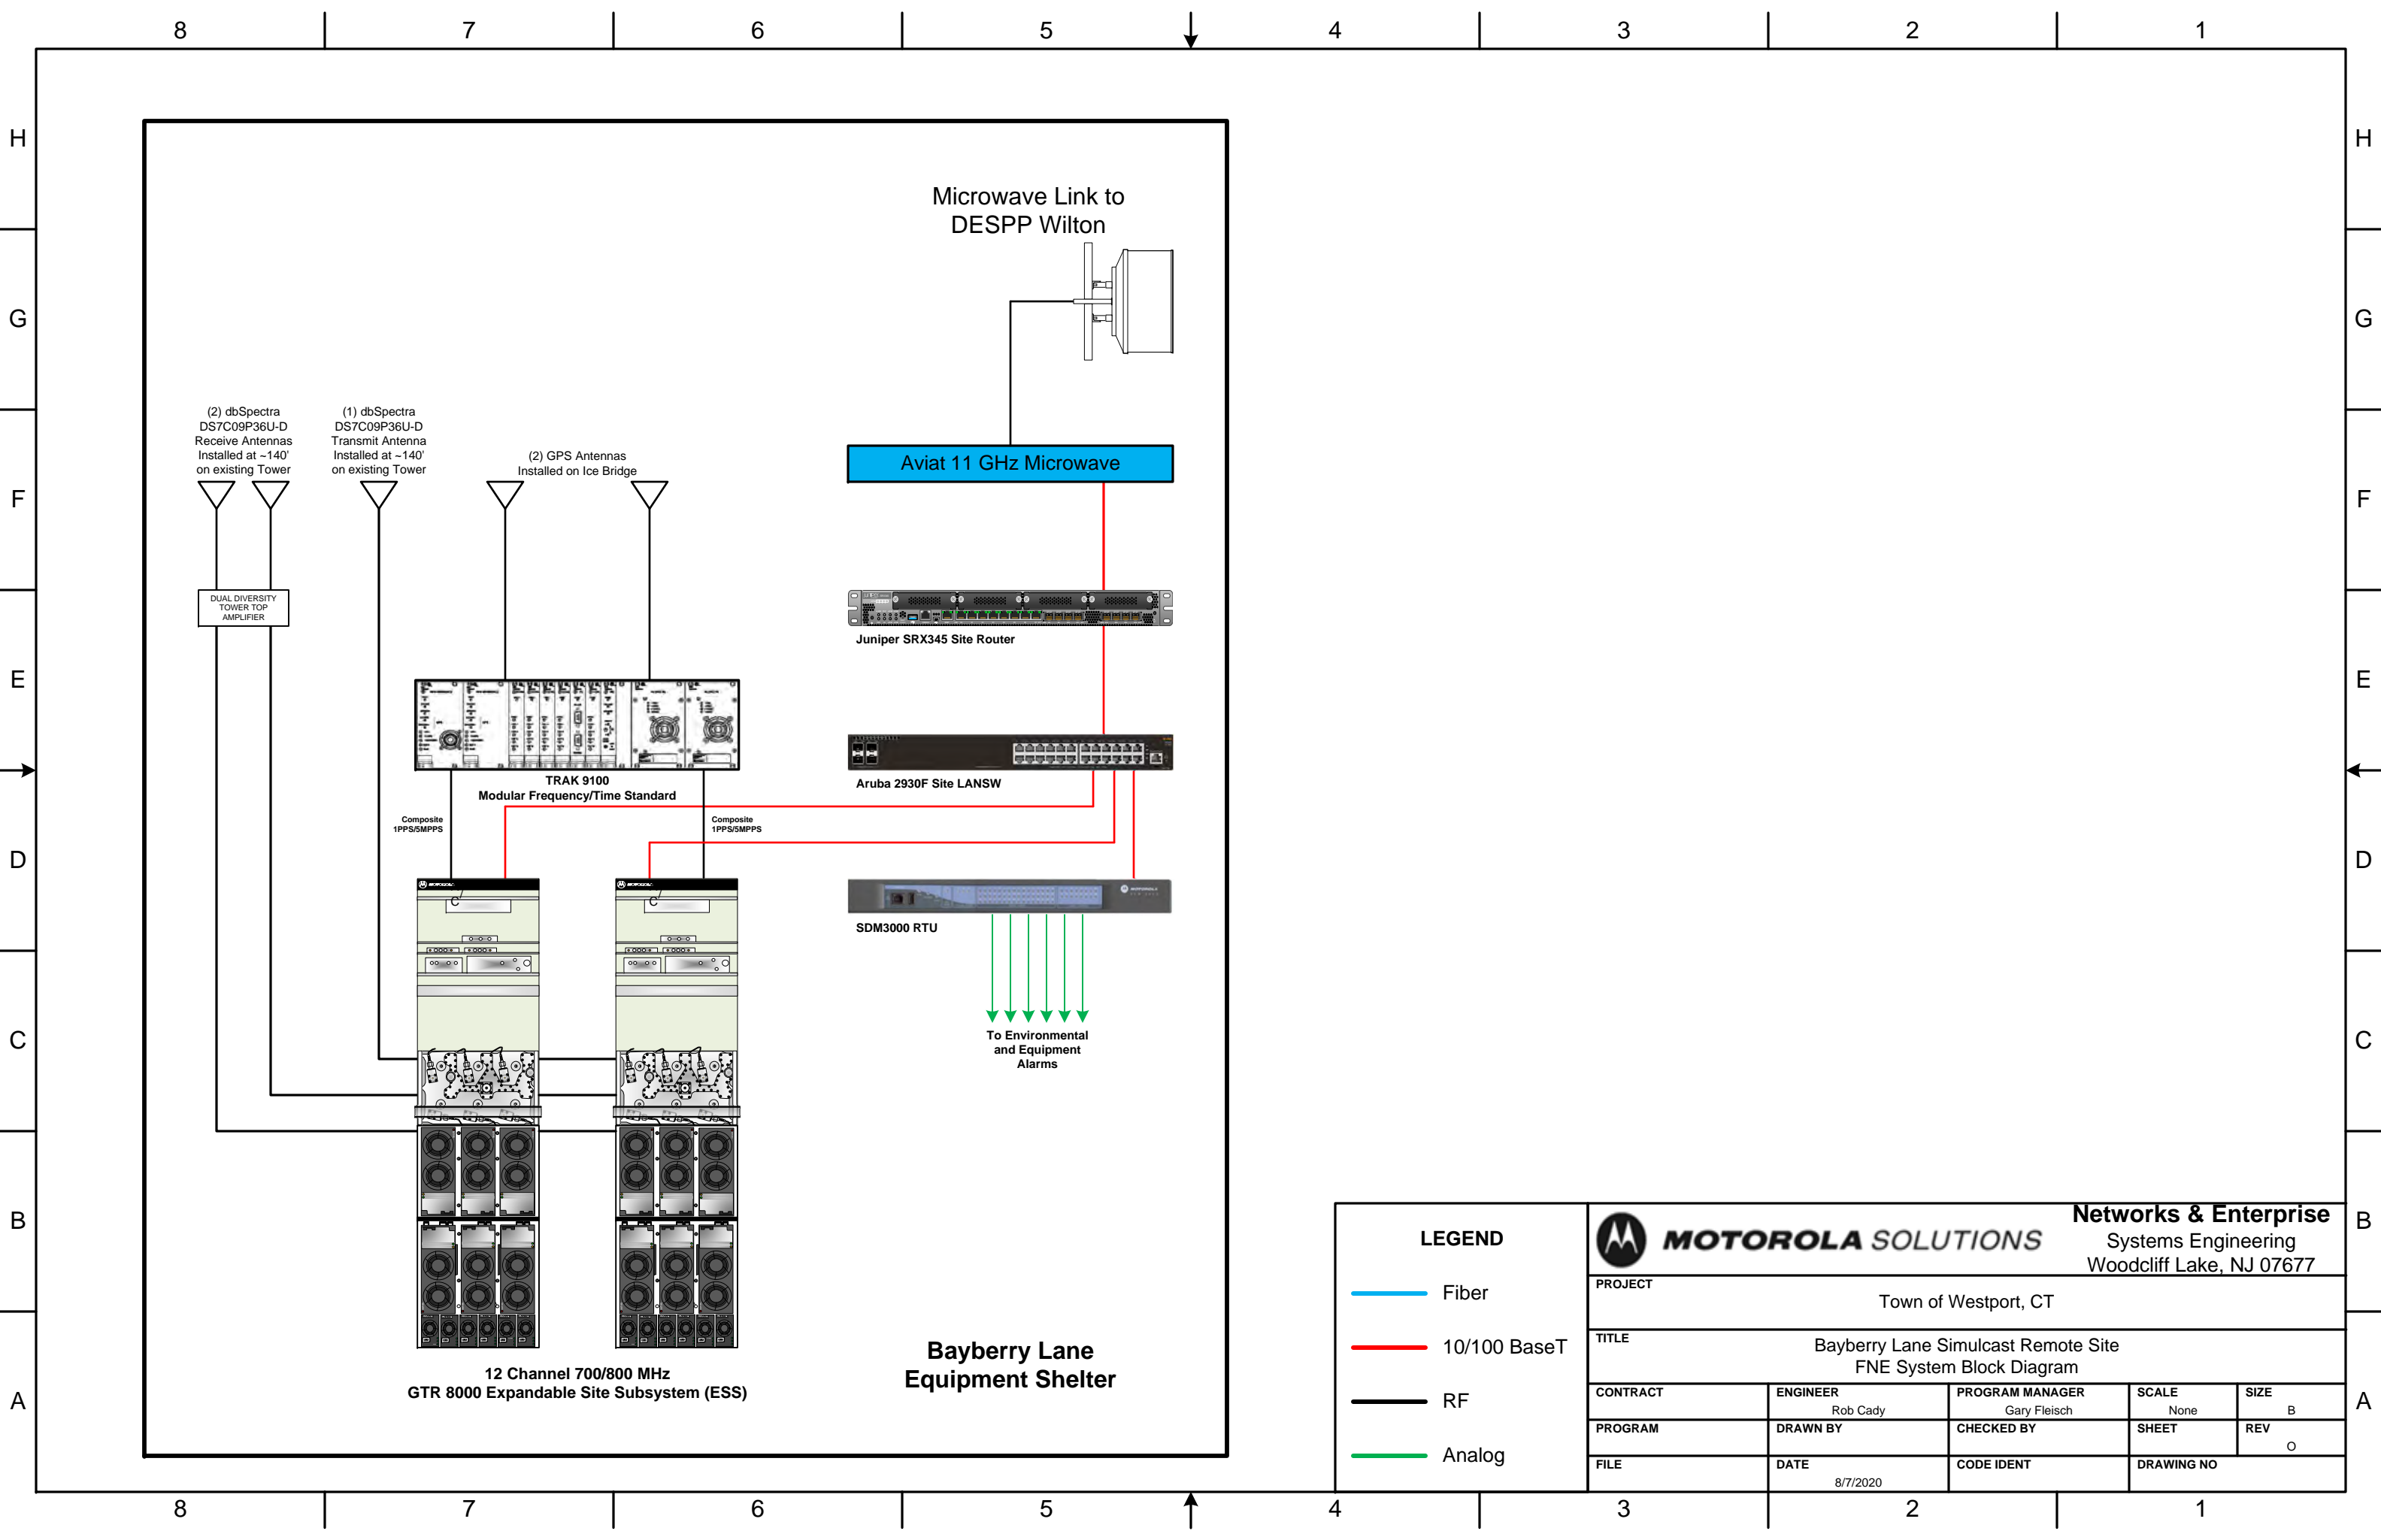 8 7 6 5 4 3 2 1
H H
G G
F F
E E
D D
C C
B B
A A
Microwave Link to
DESPP Wilton
(2) dbSpectra
DS7C09P36U-D
Receive Antennas
Installed at ~140'
on existing Tower
(1) dbSpectra
DS7C09P36U-D
Transmit Antenna
Installed at ~140'
on existing Tower
(2) GPS Antennas
Installed on Ice Bridge
Aviat 11 GHz Microwave
DUAL DIVERSITY
TOWER TOP
AMPLIFIER
Juniper SRX345 Site Router
TRAK 9100
Modular Frequency/Time Standard
Aruba 2930F Site LANSW
Composite
1PPS/5MPPS
Composite
1PPS/5MPPS
MOTOROLA
C
MOTOROLA
C
MOTOROLA
SDM3000 RTU
To Environmental
and Equipment
Alarms
12 Channel 700/800 MHz
GTR 8000 Expandable Site Subsystem (ESS)
Bayberry Lane
Equipment Shelter
LEGEND
Fiber
10/100 BaseT
RF
Analog
MOTOROLA SOLUTIONS
Networks & Enterprise
Systems Engineering
Woodcliff Lake, NJ 07677
PROJECT
Town of Westport, CT
TITLE
Bayberry Lane Simulcast Remote Site
FNE System Block Diagram
CONTRACT
ENGINEER
Rob Cady
PROGRAM MANAGER
Gary Fleisch
SCALE
None
SIZE
B
PROGRAM
DRAWN BY
CHECKED BY
SHEET
REV
O
FILE
DATE
8/7/2020
CODE IDENT
DRAWING NO
8 7 6 5 4 3 2 1